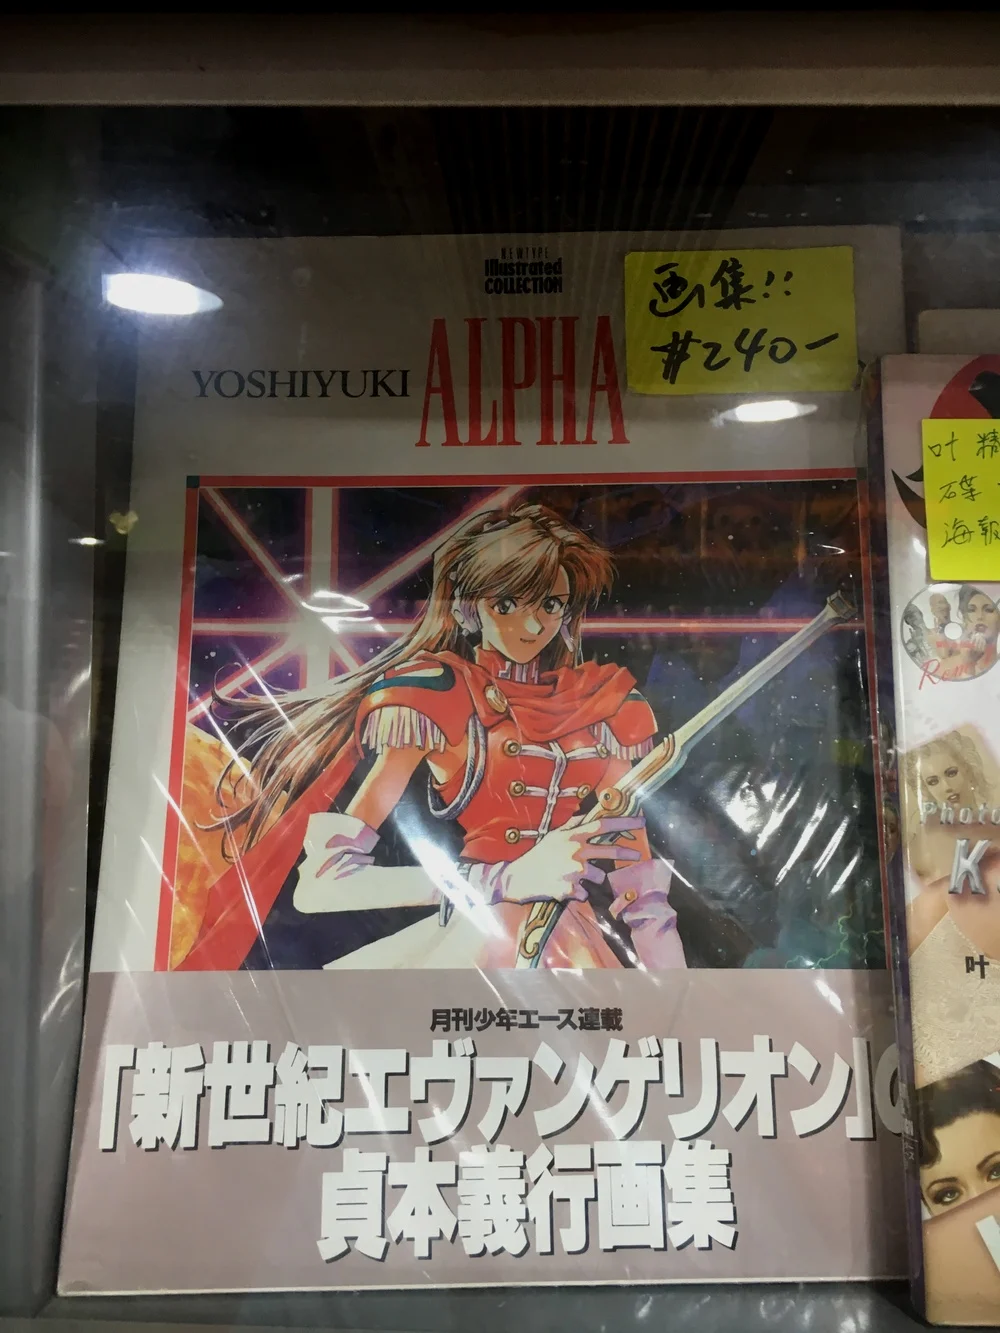 NEWTYPE
Illustrated
COLLECTION
YOSHIYUKI
ALPHA
画集!!
#240-
月刊少年エース連載
「新世紀エヴァンゲリオン」の
貞本義行画集
叶 精
碟
海報
Photo
K
叶